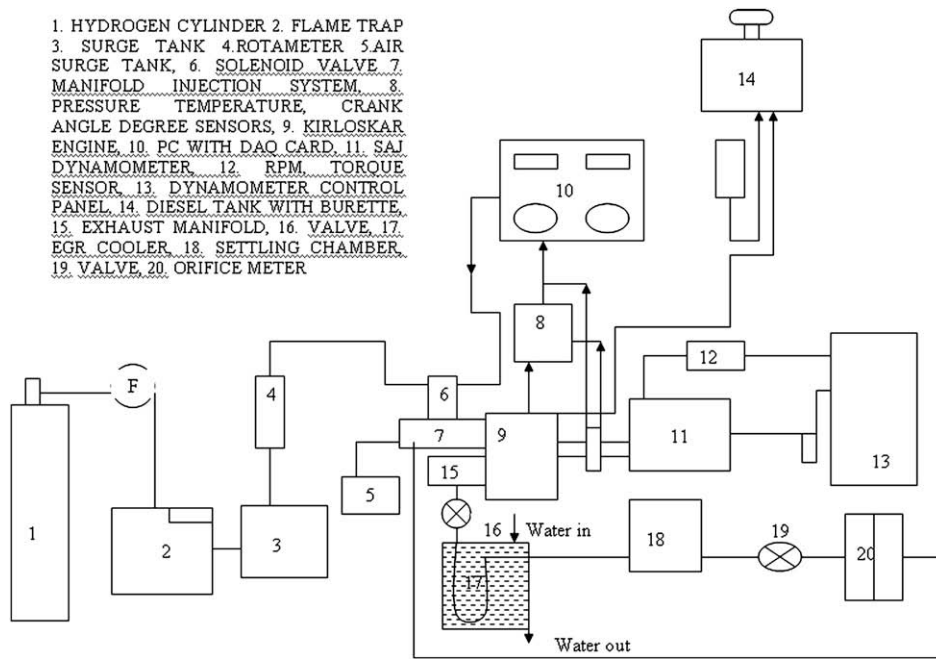 1. HYDROGEN CYLINDER 2. FLAME TRAP
3. SURGE TANK 4.ROTAMETER 5.AIR
SURGE TANK, 6. SOLENOID VALVE 7.
MANIFOLD INJECTION SYSTEM, 8.
PRESSURE TEMPERATURE, CRANK
ANGLE DEGREE SENSORS, 9. KIRLOSKAR
ENGINE, 10. PC WITH DAQ CARD, 11. SAJ
DYNAMOMETER, 12. RPM, TORQUE
SENSOR, 13. DYNAMOMETER CONTROL
PANEL, 14. DIESEL TANK WITH BURETTE,
15. EXHAUST MANIFOLD, 16. VALVE, 17.
EGR COOLER, 18. SETTLING CHAMBER,
19. VALVE, 20. ORIFICE METER
14
10
8
12
F
4
6
7
9
11
13
15
5
1
2
3
16
Water in
17
18
19
20
Water out